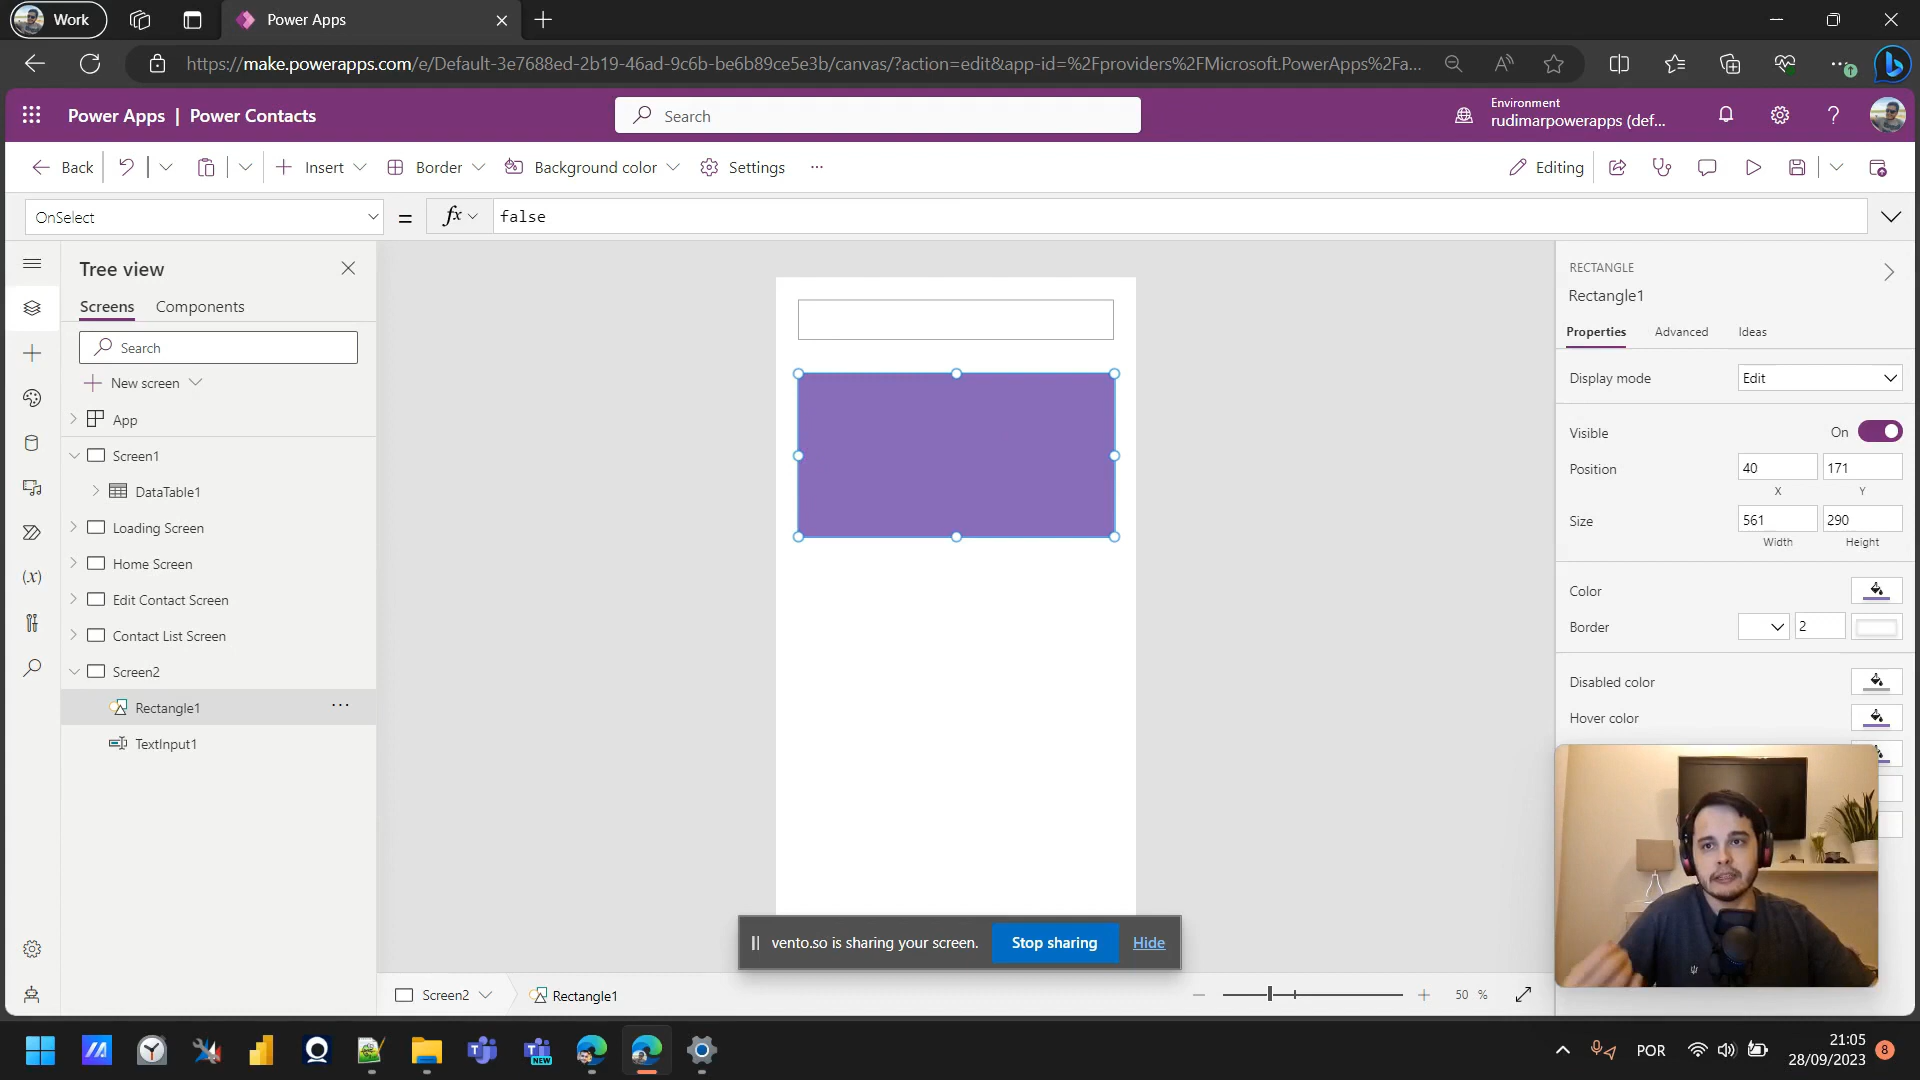 Work
Power Apps
https://make.powerapps.com/e/Default-3e7688ed-2b19-46ad-9c6b-be6b89ce5e3b/canvas/?action=edit&app-id=%2Fproviders%2FMicrosoft.PowerApps%2Fa...
Power Apps | Power Contacts
Search
Environment
rudimarpowerapps (def...
Back
Insert
Border
Background color
Settings
Editing
OnSelect
=
fx
false
Tree view
Screens
Components
Search
New screen
App
Screen1
DataTable1
Loading Screen
Home Screen
Edit Contact Screen
Contact List Screen
Screen2
Rectangle1
TextInput1
RECTANGLE
Rectangle1
Properties
Advanced
Ideas
Display mode
Edit
Visible
On
Position
40
171
X
Y
Size
561
290
Width
Height
Color
Border
2
Disabled color
Hover color
vento.so is sharing your screen.
Stop sharing
Hide
Screen2
Rectangle1
50 %
NEW
POR
21:05
28/09/2023
8